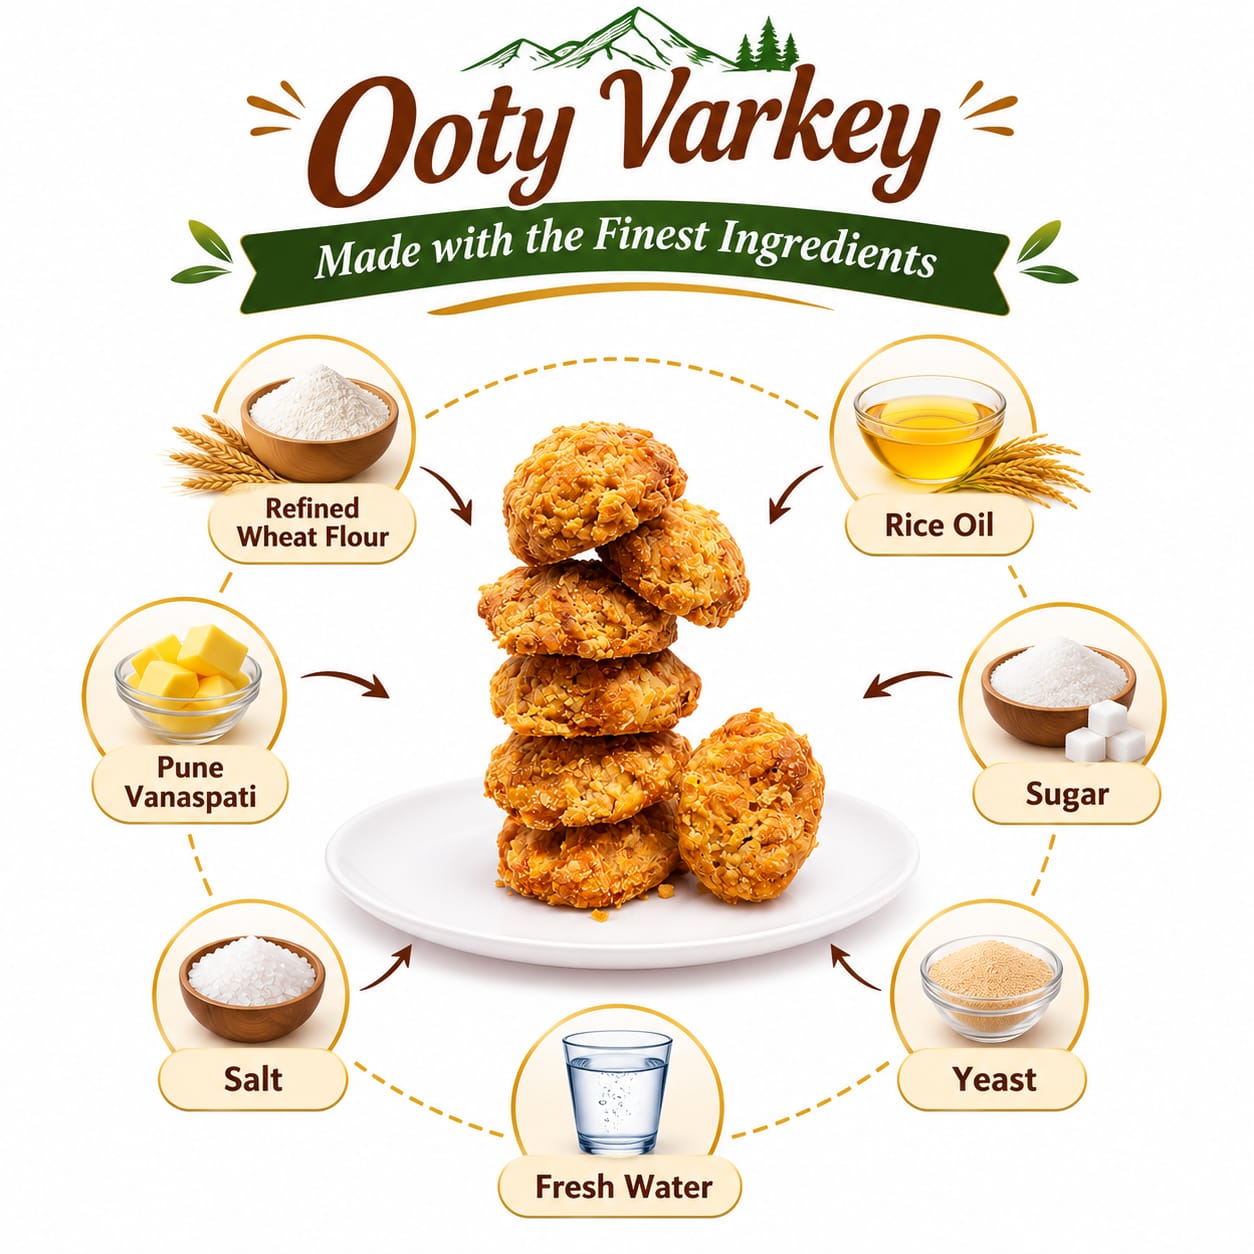 Ooty Varkey
Made with the Finest Ingredients
Refined
Wheat Flour
Rice Oil
Pune
Vanaspati
Sugar
Salt
Yeast
Fresh Water